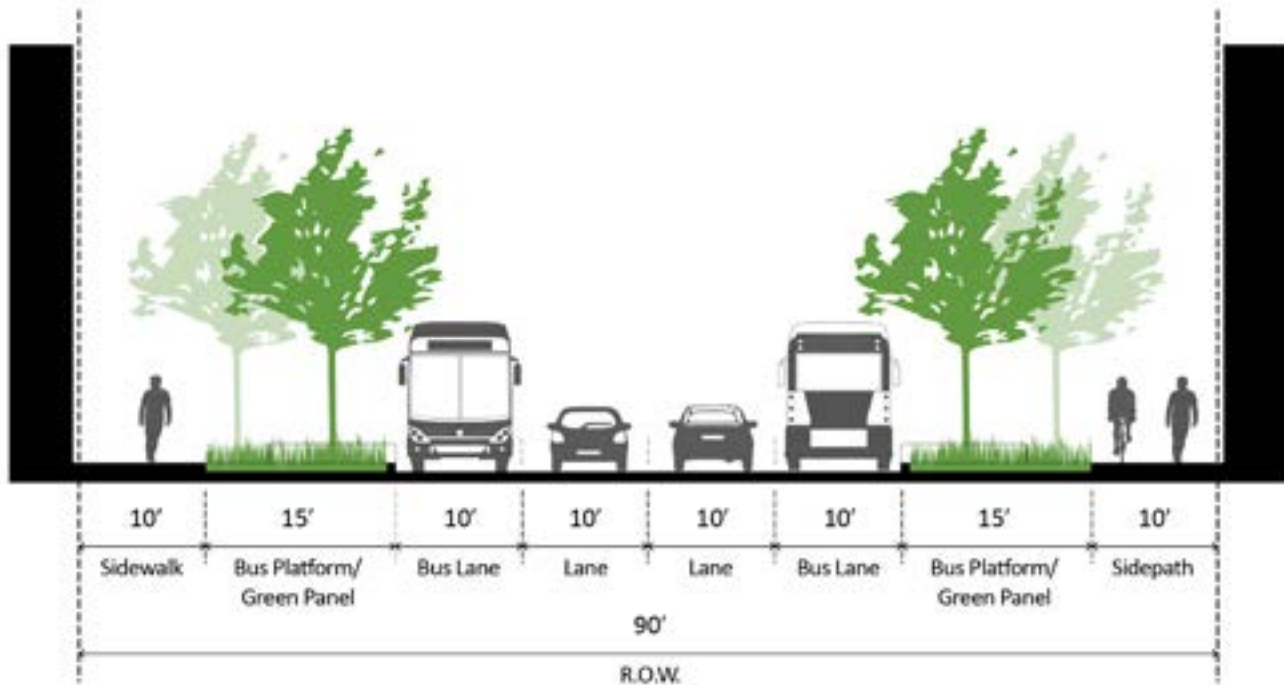 10' 15' 10' 10' 10' 10' 15' 10'
Sidewalk Bus Platform/ Bus Lane Lane Lane Bus Lane Bus Platform/ Sidepath
Green Panel Green Panel
90'
R.O.W.